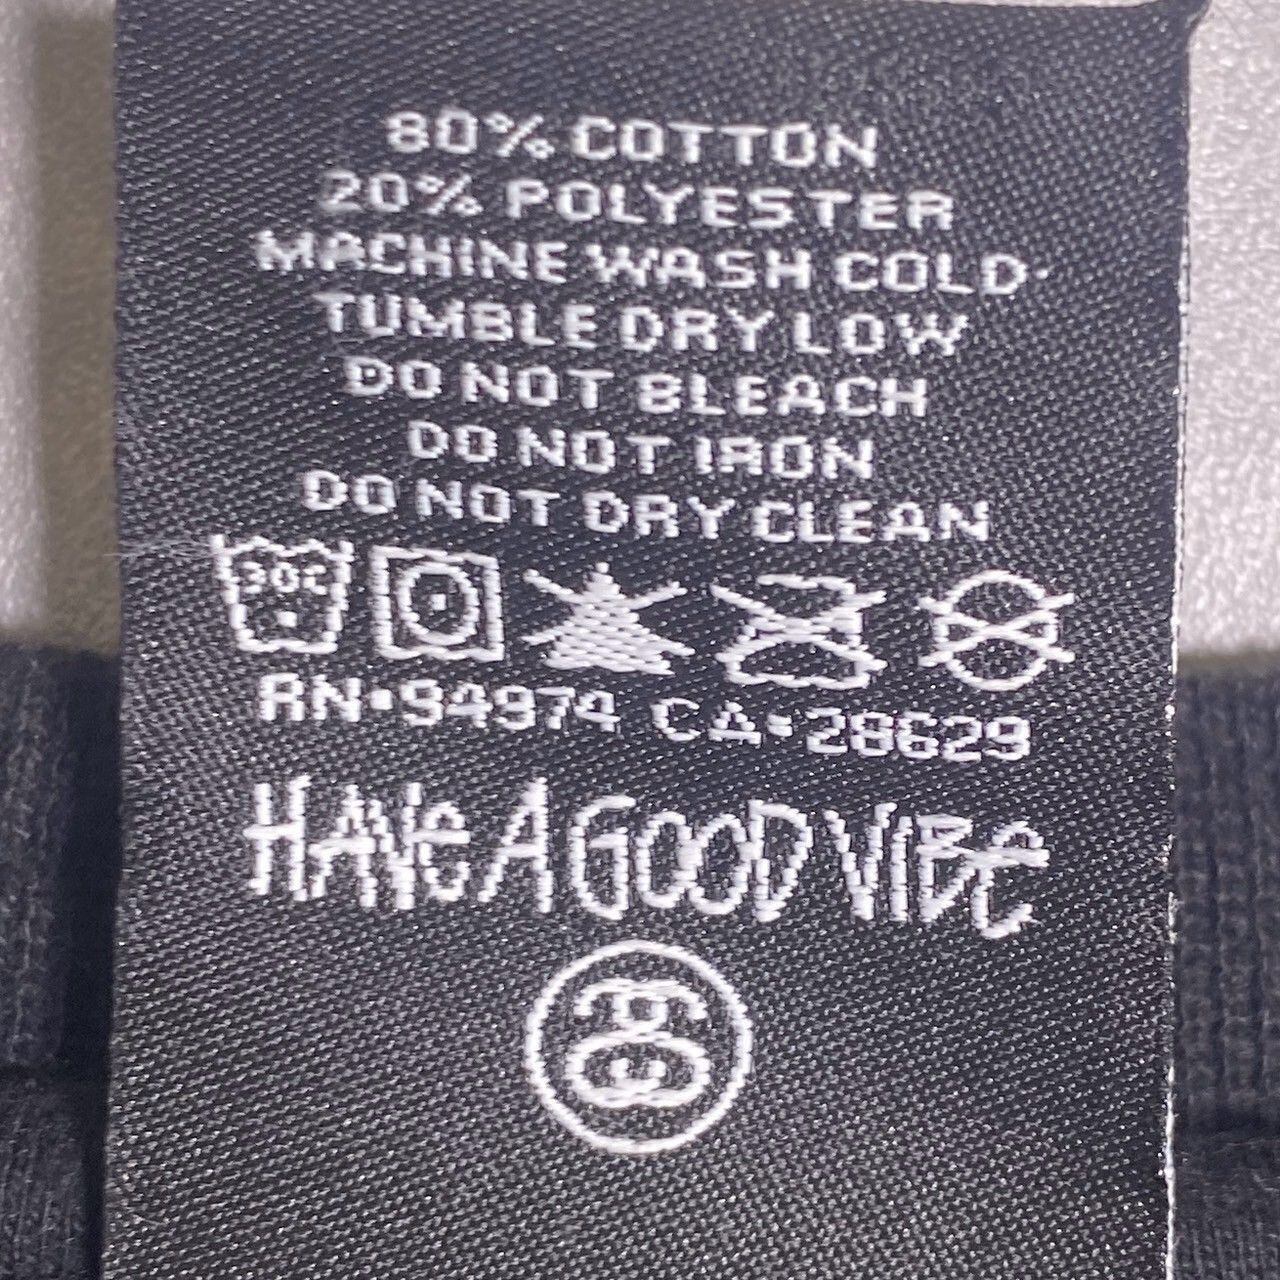 80% COTTON
20% POLYESTER
MACHINE WASH COLD
TUMBLE DRY LOW
DO NOT BLEACH
DO NOT IRON
DO NOT DRY CLEAN
30C
RN•94974 CA•28629
HAVE A GOOD VIBE